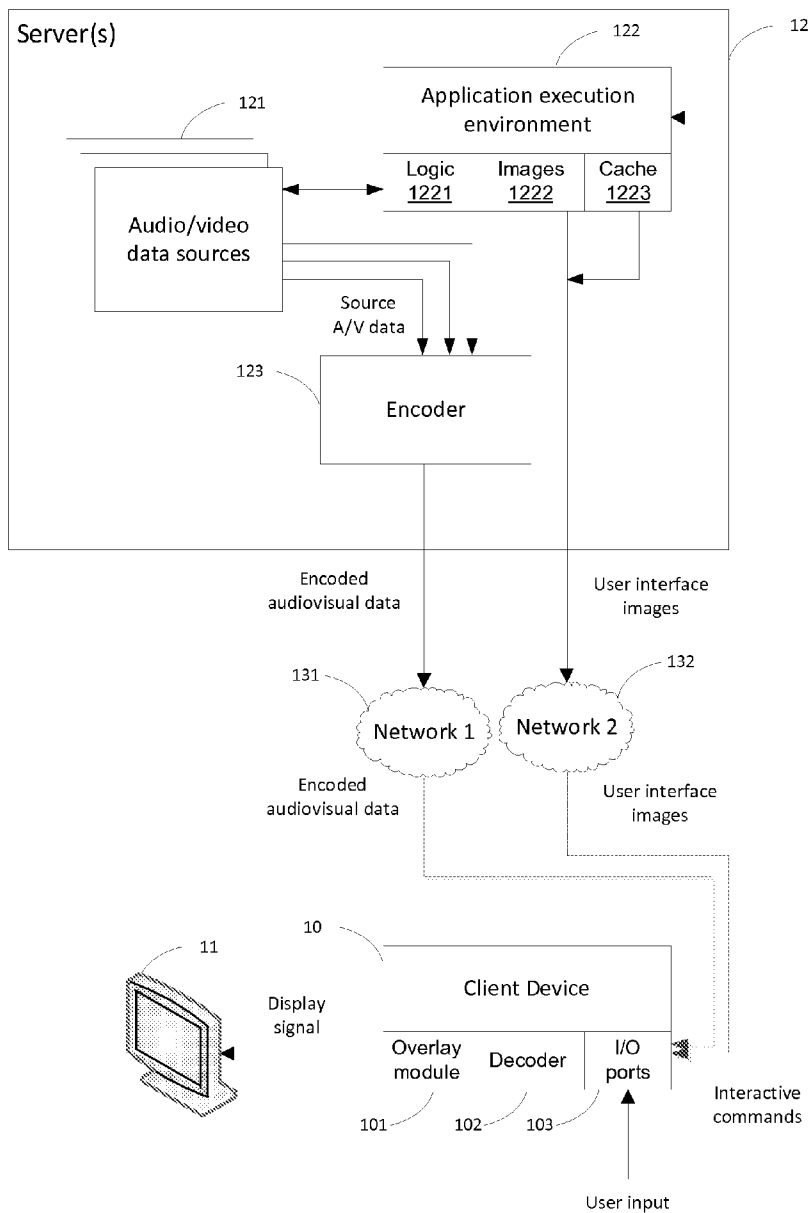 Server(s)
122
12
121
Application execution
environment
Logic
1221
Images
1222
Cache
1223
Audio/video
data sources
Source
A/V data
123
Encoder
Encoded
audiovisual data
User interface
images
131
132
Network 1
Network 2
Encoded
audiovisual data
User interface
images
10
11
Client Device
Display
signal
Overlay
module
Decoder
I/O
ports
101
102
103
Interactive
commands
User input